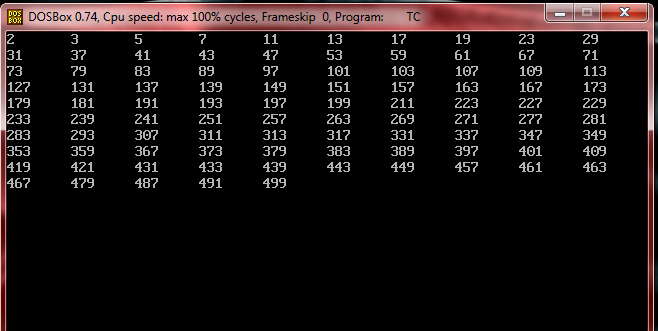 DOS
BOX
DOSBox 0.74, Cpu speed: max 100% cycles, Frameskip 0, Program: TC
2 3 5 7 11 13 17 19 23 29
31 37 41 43 47 53 59 61 67 71
73 79 83 89 97 101 103 107 109 113
127 131 137 139 149 151 157 163 167 173
179 181 191 193 197 199 211 223 227 229
233 239 241 251 257 263 269 271 277 281
283 293 307 311 313 317 331 337 347 349
353 359 367 373 379 383 389 397 401 409
419 421 431 433 439 443 449 457 461 463
467 479 487 491 499